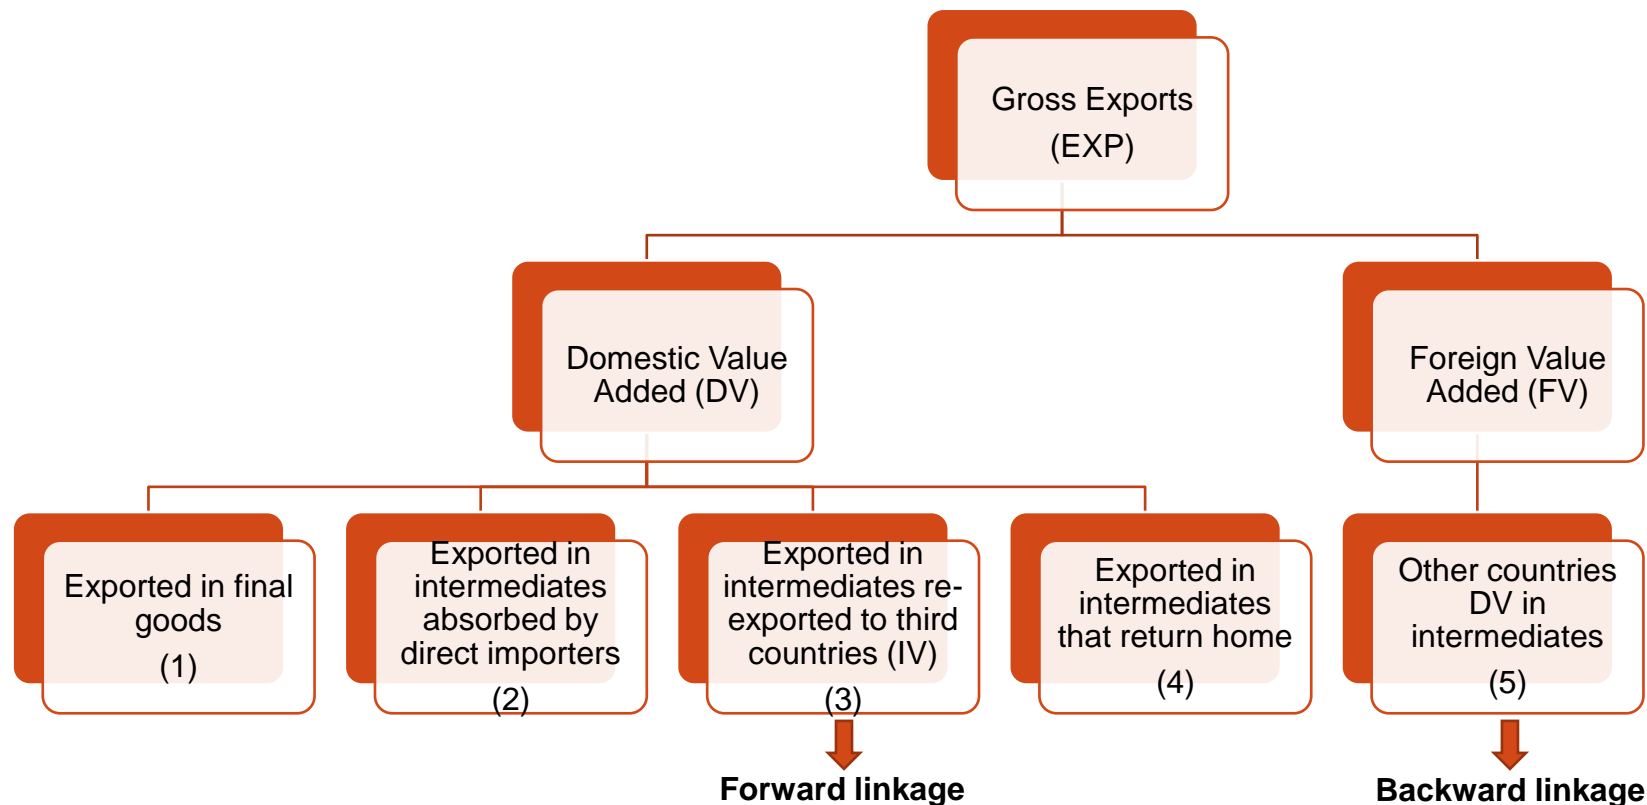 Gross Exports
(EXP)
Domestic Value
Added (DV)
Foreign Value
Added (FV)
Exported in final
goods
(1)
Exported in
intermediates
absorbed by
direct importers
(2)
Exported in
intermediates re-
exported to third
countries (IV)
(3)
Exported in
intermediates
that return home
(4)
Other countries
DV in
intermediates
(5)
Forward linkage
Backward linkage